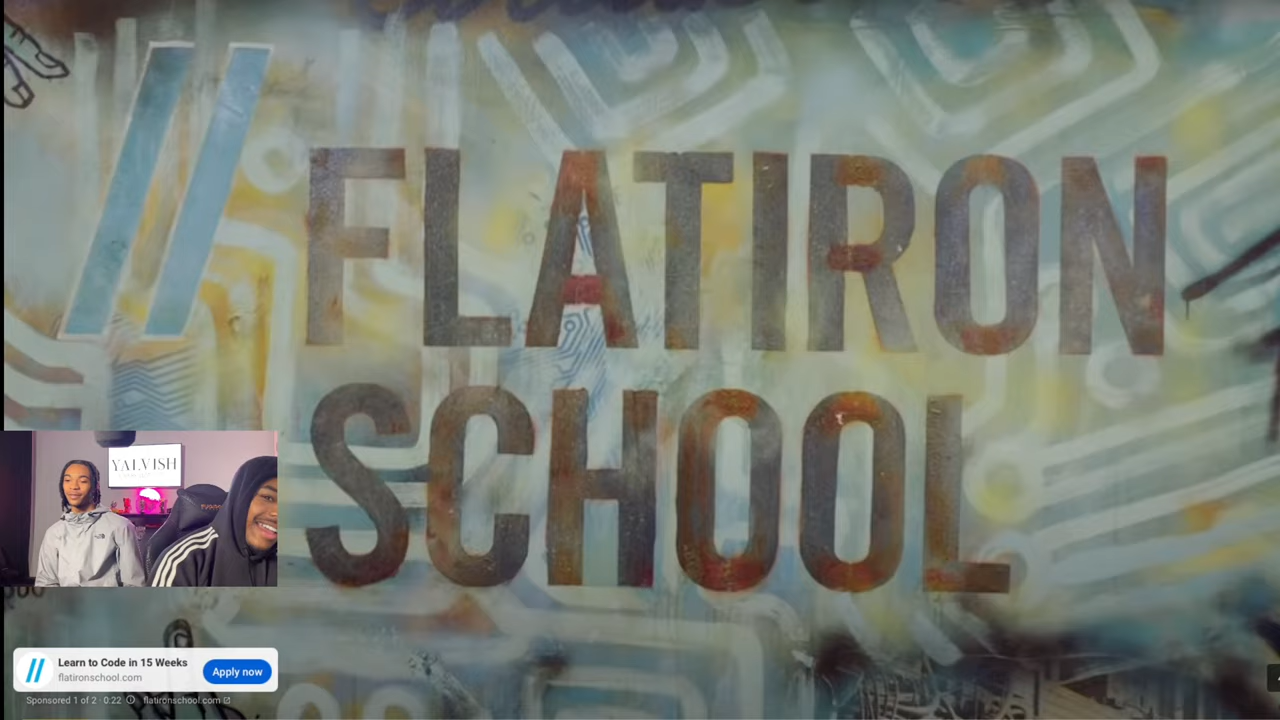 // FLATIRON
SCHOOL
YALVISH
Learn to Code in 15 Weeks
flatironschool.com
Apply now
Sponsored 1 of 2 · 0:22
flatironschool.com